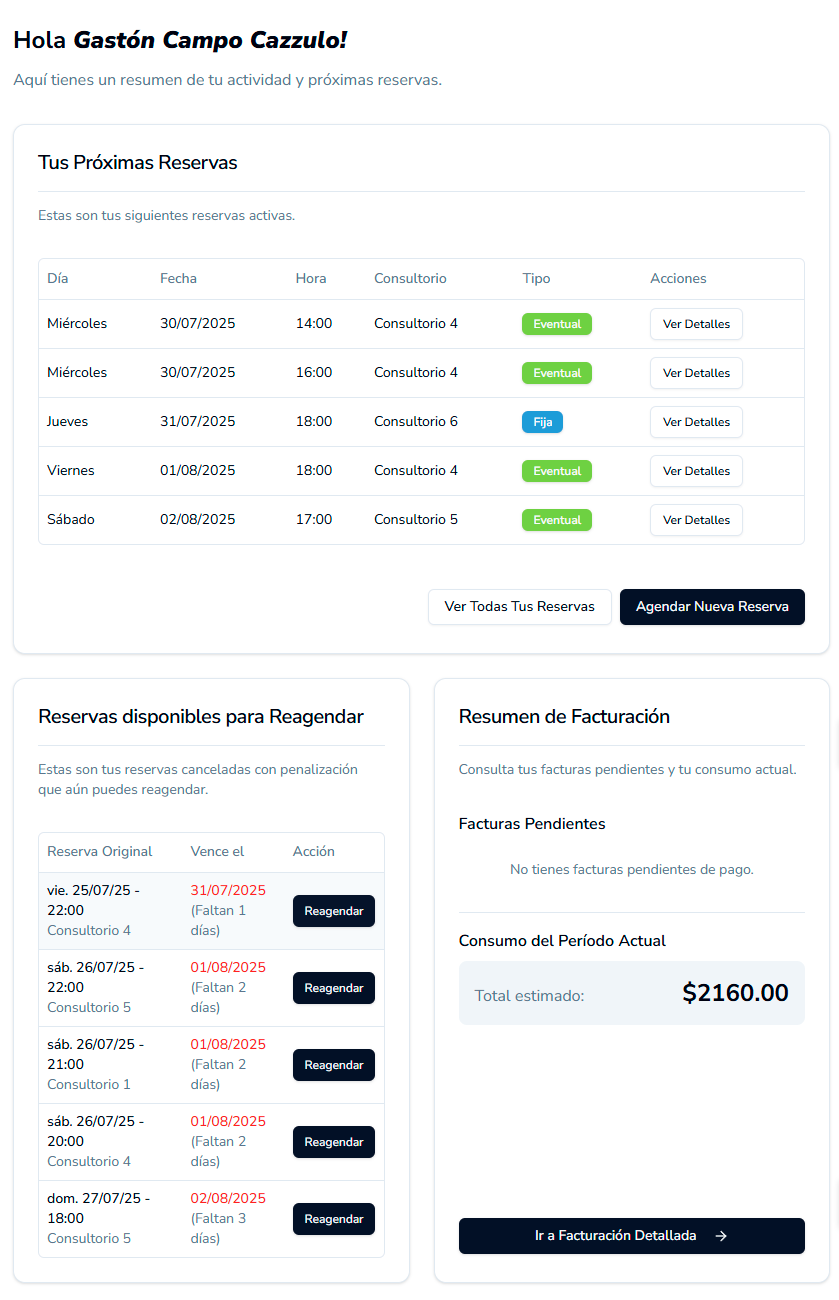 Hola Gastón Campo Cazzulo!
Aquí tienes un resumen de tu actividad y próximas reservas.
Tus Próximas Reservas
Estas son tus siguientes reservas activas.
Día Fecha Hora Consultorio Tipo Acciones
Miércoles 30/07/2025 14:00 Consultorio 4 Eventual Ver Detalles
Miércoles 30/07/2025 16:00 Consultorio 4 Eventual Ver Detalles
Jueves 31/07/2025 18:00 Consultorio 6 Fija Ver Detalles
Viernes 01/08/2025 18:00 Consultorio 4 Eventual Ver Detalles
Sábado 02/08/2025 17:00 Consultorio 5 Eventual Ver Detalles
Ver Todas Tus Reservas Agendar Nueva Reserva
Reservas disponibles para Reagendar
Estas son tus reservas canceladas con penalización
que aún puedes reagendar.
Reserva Original Vence el Acción
vie. 25/07/25 - 31/07/2025
22:00 (Faltan 1 Reagendar
Consultorio 4 días)
sáb. 26/07/25 - 01/08/2025
22:00 (Faltan 2 Reagendar
Consultorio 5 días)
sáb. 26/07/25 - 01/08/2025
21:00 (Faltan 2 Reagendar
Consultorio 1 días)
sáb. 26/07/25 - 01/08/2025
20:00 (Faltan 2 Reagendar
Consultorio 4 días)
dom. 27/07/25 - 02/08/2025
18:00 (Faltan 3 Reagendar
Consultorio 5 días)
Resumen de Facturación
Consulta tus facturas pendientes y tu consumo actual.
Facturas Pendientes
No tienes facturas pendientes de pago.
Consumo del Período Actual
Total estimado: $2160.00
Ir a Facturación Detallada →